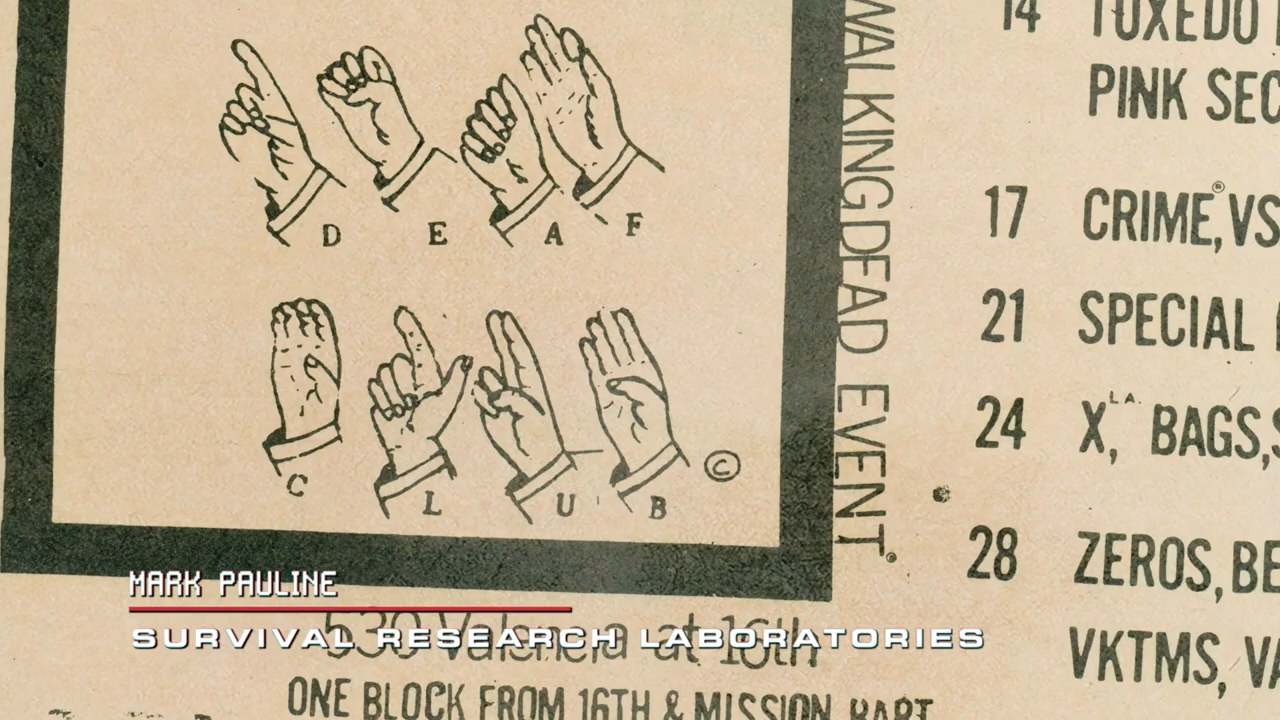 D E A F
C L U B ©
WALKINGDEAD EVENT
14 TUXEDO
PINK SEC
17 CRIME,® VS
21 SPECIAL
24 X, L.A. BAGS,
28 ZEROS, BE
VKTMS, VA
MARK PAULINE
SURVIVAL RESEARCH LABORATORIES
530 Valencia at 16th
ONE BLOCK FROM 16TH & MISSION BART